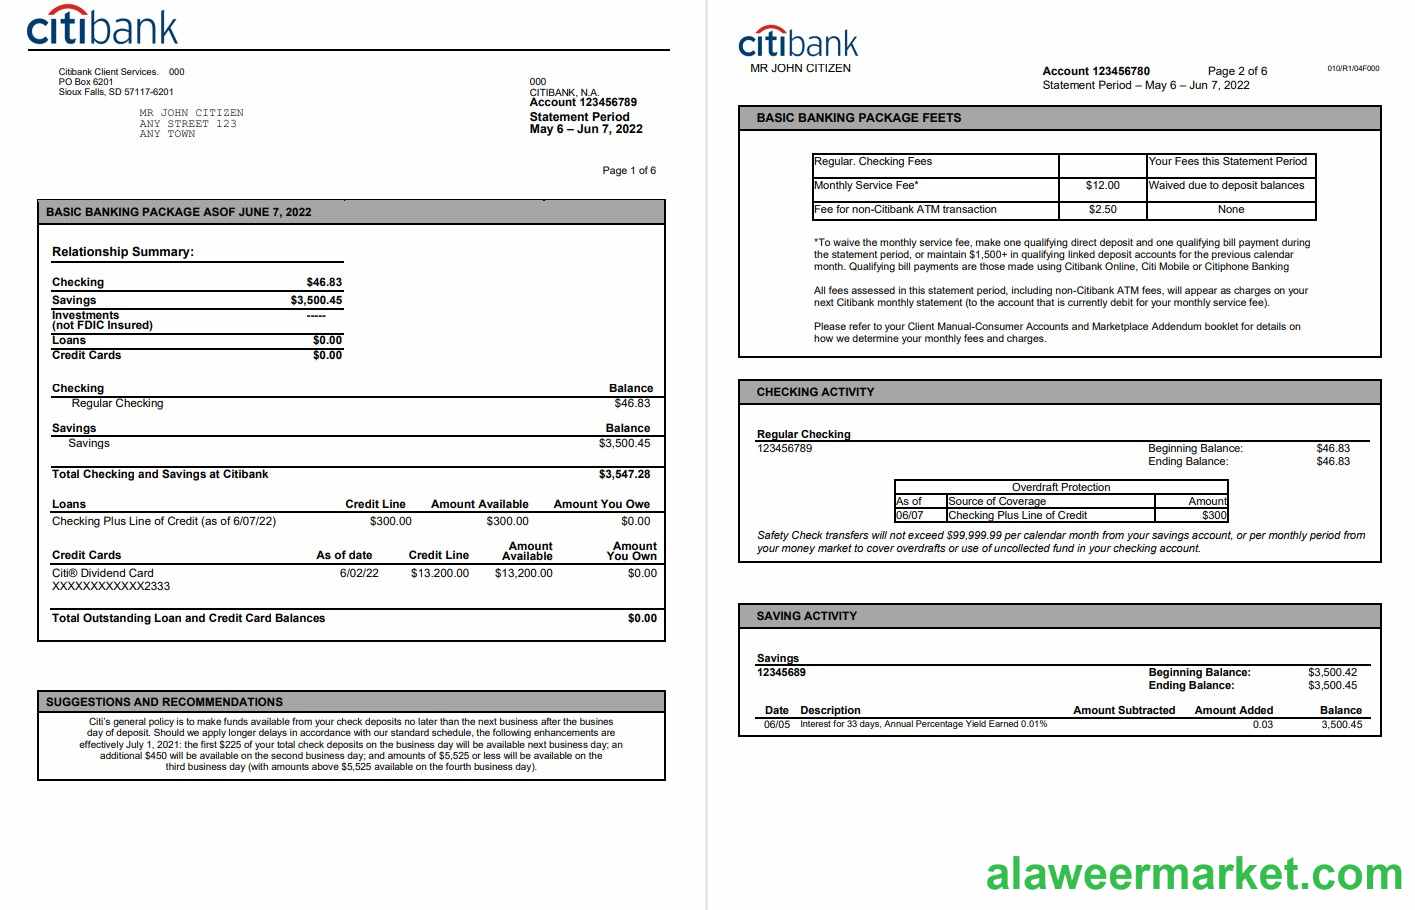 citibank
Citibank Client Services. 000
PO Box 6201
Sioux Falls, SD 57117-6201
000
CITIBANK, N.A.
Account 123456789
Statement Period
May 6 – Jun 7, 2022
MR JOHN CITIZEN
ANY STREET 123
ANY TOWN
Page 1 of 6
BASIC BANKING PACKAGE ASOF JUNE 7, 2022
Relationship Summary:
Checking $46.83
Savings $3,500.45
Investments -----
(not FDIC Insured)
Loans $0.00
Credit Cards $0.00
Checking Balance
Regular Checking $46.83
Savings Balance
Savings $3,500.45
Total Checking and Savings at Citibank $3,547.28
Loans Credit Line Amount Available Amount You Owe
Checking Plus Line of Credit (as of 6/07/22) $300.00 $300.00 $0.00
Credit Cards As of date Credit Line Amount Available Amount You Own
Citi® Dividend Card 6/02/22 $13.200.00 $13,200.00 $0.00
XXXXXXXXXXXX2333
Total Outstanding Loan and Credit Card Balances $0.00
SUGGESTIONS AND RECOMMENDATIONS
Citi's general policy is to make funds available from your check deposits no later than the next business after the busines
day of deposit. Should we apply longer delays in accordance with our standard schedule, the following enhancements are
effectively July 1, 2021: the first $225 of your total check deposits on the business day will be available next business day; an
additional $450 will be available on the second business day; and amounts of $5,525 or less will be available on the
third business day (with amounts above $5,525 available on the fourth business day).
citibank
MR JOHN CITIZEN
Account 123456780 Page 2 of 6 010/R1/04F000
Statement Period – May 6 – Jun 7, 2022
BASIC BANKING PACKAGE FEETS
Regular. Checking Fees Your Fees this Statement Period
Monthly Service Fee* $12.00 Waived due to deposit balances
Fee for non-Citibank ATM transaction $2.50 None
*To waive the monthly service fee, make one qualifying direct deposit and one qualifying bill payment during
the statement period, or maintain $1,500+ in qualifying linked deposit accounts for the previous calendar
month. Qualifying bill payments are those made using Citibank Online, Citi Mobile or Citiphone Banking
All fees assessed in this statement period, including non-Citibank ATM fees, will appear as charges on your
next Citibank monthly statement (to the account that is currently debit for your monthly service fee).
Please refer to your Client Manual-Consumer Accounts and Marketplace Addendum booklet for details on
how we determine your monthly fees and charges.
CHECKING ACTIVITY
Regular Checking
123456789 Beginning Balance: $46.83
Ending Balance: $46.83
Overdraft Protection
As of Source of Coverage Amount
06/07 Checking Plus Line of Credit $300
Safety Check transfers will not exceed $99,999.99 per calendar month from your savings account, or per monthly period from
your money market to cover overdrafts or use of uncollected fund in your checking account.
SAVING ACTIVITY
Savings
12345689 Beginning Balance: $3,500.42
Ending Balance: $3,500.45
Date Description Amount Subtracted Amount Added Balance
06/05 Interest for 33 days, Annual Percentage Yield Earned 0.01% 0.03 3,500.45
alaweermarket.com